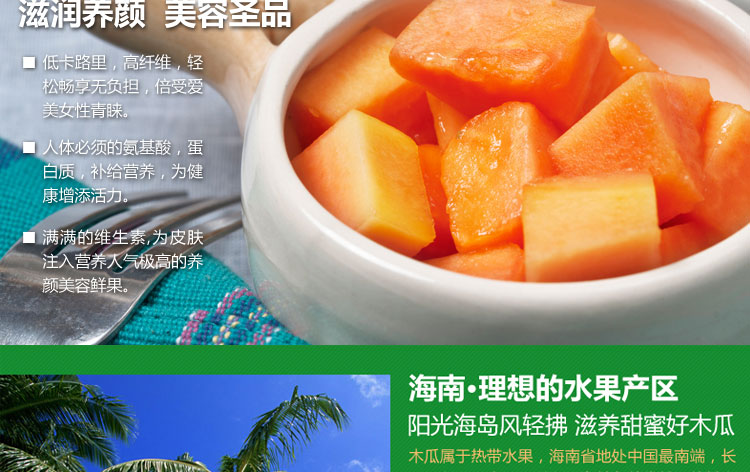 滋润养颜 美容圣品
■ 低卡路里，高纤维，轻
松畅享无负担，倍受爱
美女性青睐。
■ 人体必须的氨基酸，蛋
白质，补给营养，为健
康增添活力。
■ 满满的维生素,为皮肤
注入营养人气极高的养
颜美容鲜果。
海南·理想的水果产区
阳光海岛风轻拂 滋养甜蜜好木瓜
木瓜属于热带水果，海南省地处中国最南端，长